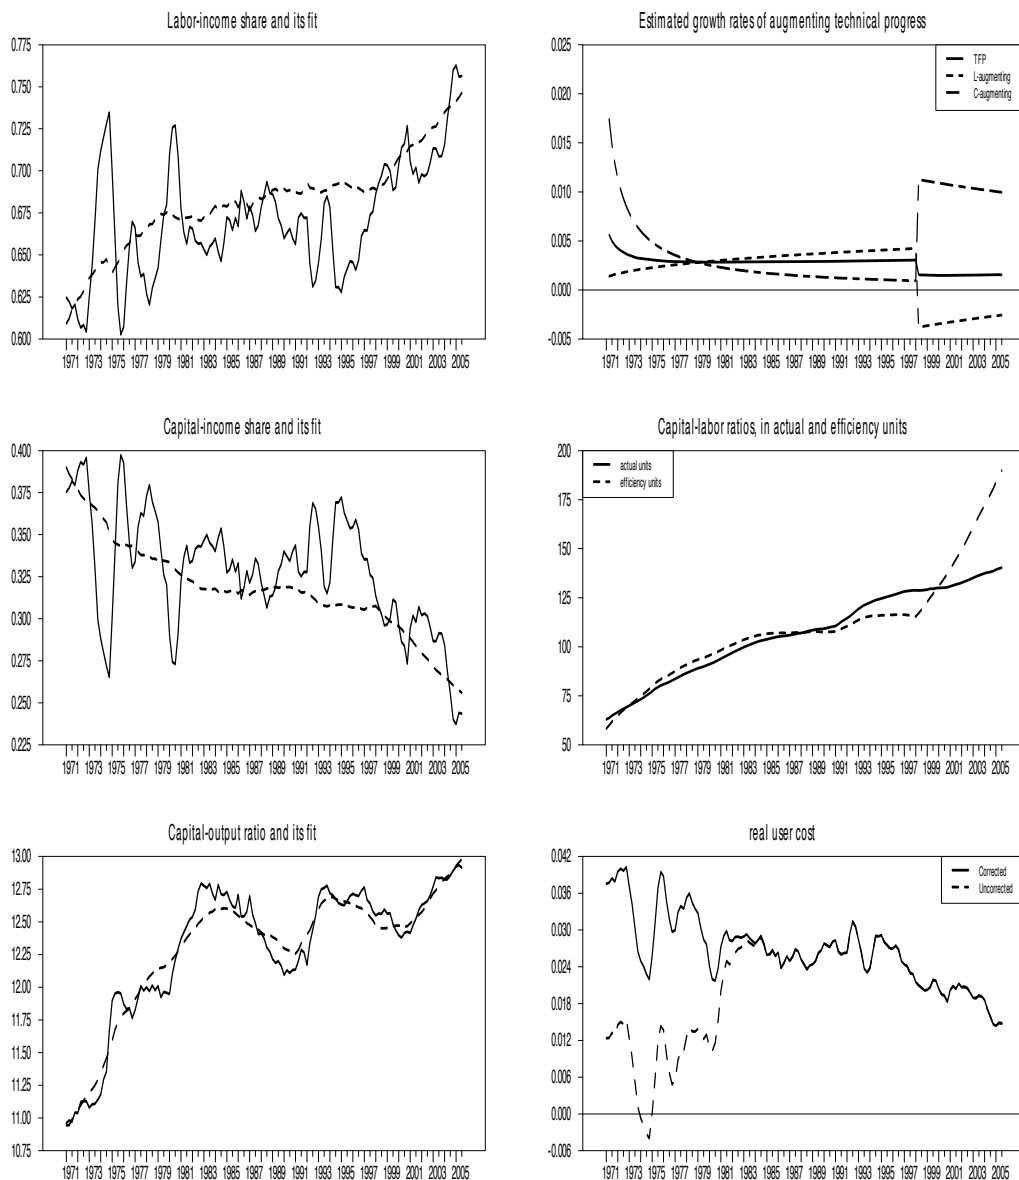 Labor-income share and its fit
0.775
0.750
0.725
0.700
0.675
0.650
0.625
0.600
1971 1973 1975 1977 1979 1981 1983 1985 1987 1989 1991 1993 1995 1997 1999 2001 2003 2005
Estimated growth rates of augmenting technical progress
0.025
0.020
0.015
0.010
0.005
0.000
-0.005
TFP
L-augmenting
C-augmenting
1971 1973 1975 1977 1979 1981 1983 1985 1987 1989 1991 1993 1995 1997 1999 2001 2003 2005
Capital-income share and its fit
0.400
0.375
0.350
0.325
0.300
0.275
0.250
0.225
1971 1973 1975 1977 1979 1981 1983 1985 1987 1989 1991 1993 1995 1997 1999 2001 2003 2005
Capital-labor ratios, in actual and efficiency units
200
175
150
125
100
75
50
actual units
efficiency units
1971 1973 1975 1977 1979 1981 1983 1985 1987 1989 1991 1993 1995 1997 1999 2001 2003 2005
Capital-output ratio and its fit
13.00
12.75
12.50
12.25
12.00
11.75
11.50
11.25
11.00
10.75
1971 1973 1975 1977 1979 1981 1983 1985 1987 1989 1991 1993 1995 1997 1999 2001 2003 2005
real user cost
0.042
0.036
0.030
0.024
0.018
0.012
0.006
0.000
-0.006
Corrected
Uncorrected
1971 1973 1975 1977 1979 1981 1983 1985 1987 1989 1991 1993 1995 1997 1999 2001 2003 2005